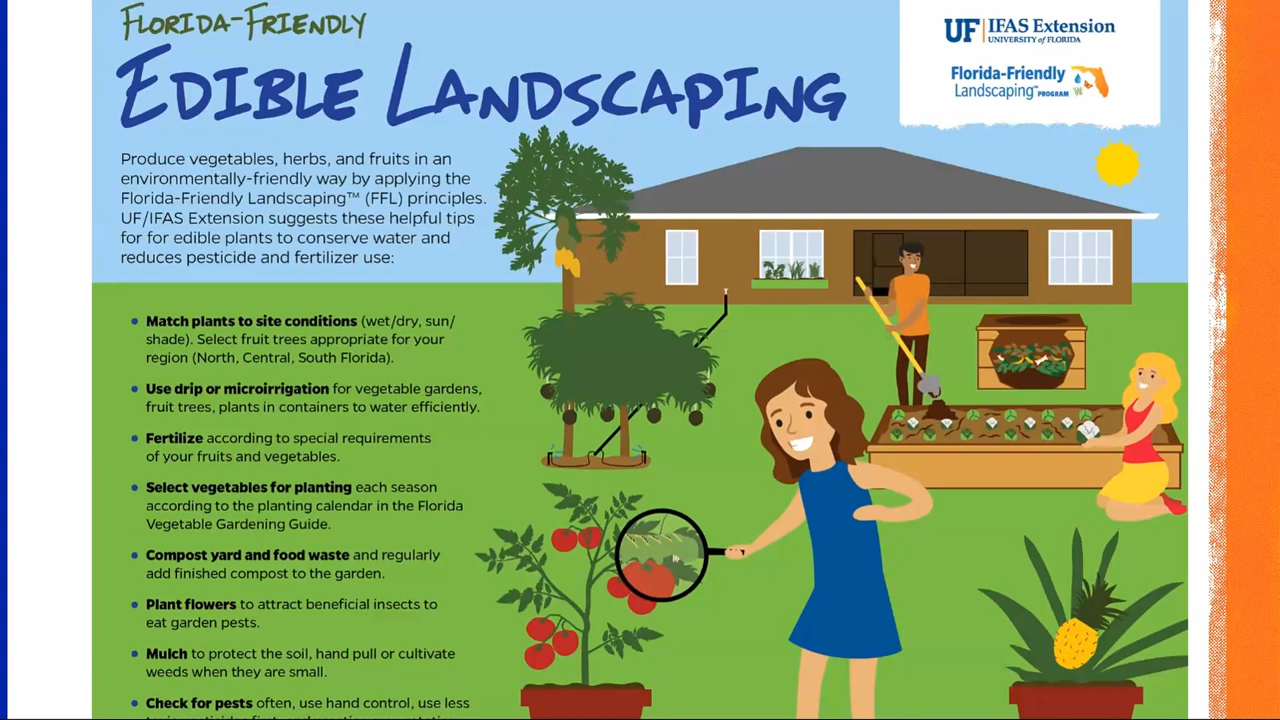 FLORIDA-FRIENDLY
EDIBLE LANDSCAPING
UF | IFAS Extension
UNIVERSITY of FLORIDA
Florida-Friendly
Landscaping™ PROGRAM
Produce vegetables, herbs, and fruits in an
environmentally-friendly way by applying the
Florida-Friendly Landscaping™ (FFL) principles.
UF/IFAS Extension suggests these helpful tips
for for edible plants to conserve water and
reduces pesticide and fertilizer use:
• Match plants to site conditions (wet/dry, sun/
shade). Select fruit trees appropriate for your
region (North, Central, South Florida).
• Use drip or microirrigation for vegetable gardens,
fruit trees, plants in containers to water efficiently.
• Fertilize according to special requirements
of your fruits and vegetables.
• Select vegetables for planting each season
according to the planting calendar in the Florida
Vegetable Gardening Guide.
• Compost yard and food waste and regularly
add finished compost to the garden.
• Plant flowers to attract beneficial insects to
eat garden pests.
• Mulch to protect the soil, hand pull or cultivate
weeds when they are small.
• Check for pests often, use hand control, use less